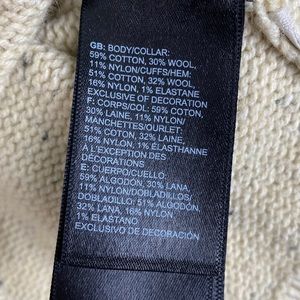 GB: BODY/COLLAR:
59% COTTON, 30% WOOL,
11% NYLON/CUFFS/HEM:
51% COTTON, 32% WOOL,
16% NYLON, 1% ELASTANE
EXCLUSIVE OF DECORATION
F: CORPS/COL: 59% COTON,
30% LAINE, 11% NYLON/
MANCHETTES/OURLET:
51% COTON, 32% LAINE,
16% NYLON, 1% ÉLASTHANNE
À L'EXCEPTION DES
DÉCORATIONS
E: CUERPO/CUELLO:
59% ALGODÓN, 30% LANA,
11% NYLON/DOBLADILLOS/
DOBLADILLO: 51% ALGODÓN,
32% LANA, 16% NYLON
1% ELASTANO
EXCLUSIVO DE DECORACIÓN